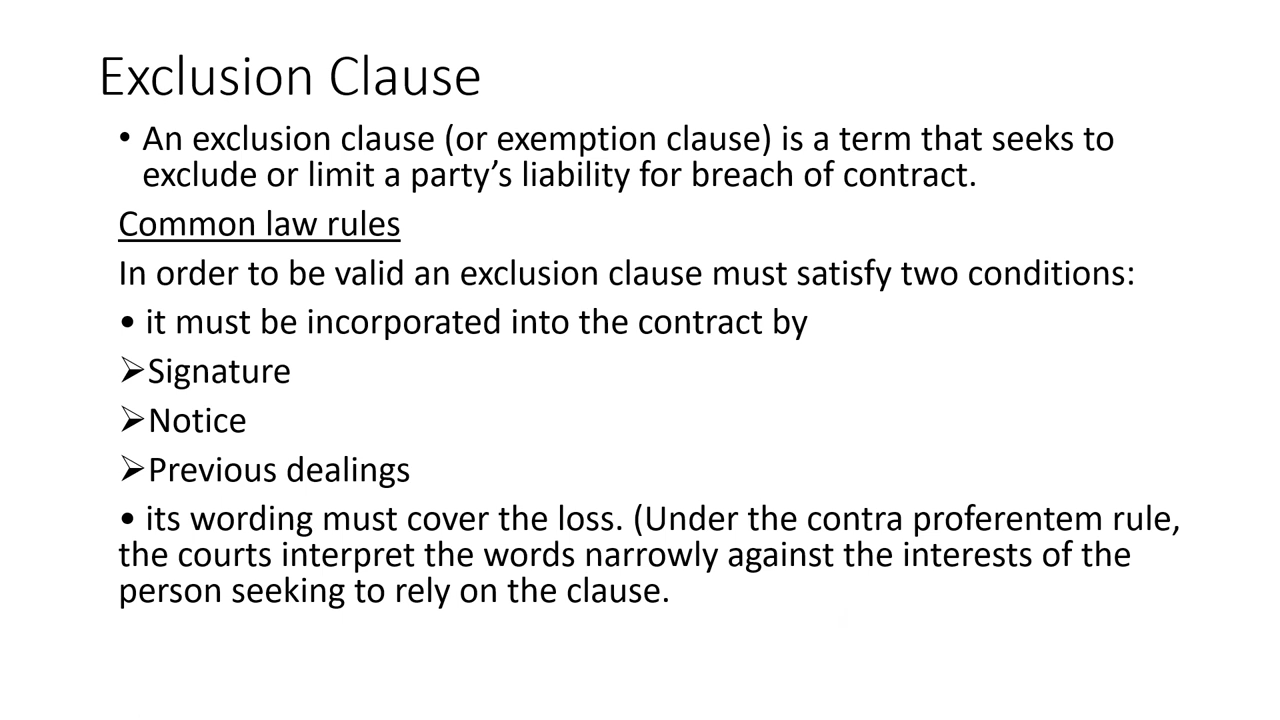 Exclusion Clause
• An exclusion clause (or exemption clause) is a term that seeks to
exclude or limit a party’s liability for breach of contract.
Common law rules
In order to be valid an exclusion clause must satisfy two conditions:
• it must be incorporated into the contract by
➢Signature
➢Notice
➢Previous dealings
• its wording must cover the loss. (Under the contra proferentem rule,
the courts interpret the words narrowly against the interests of the
person seeking to rely on the clause.